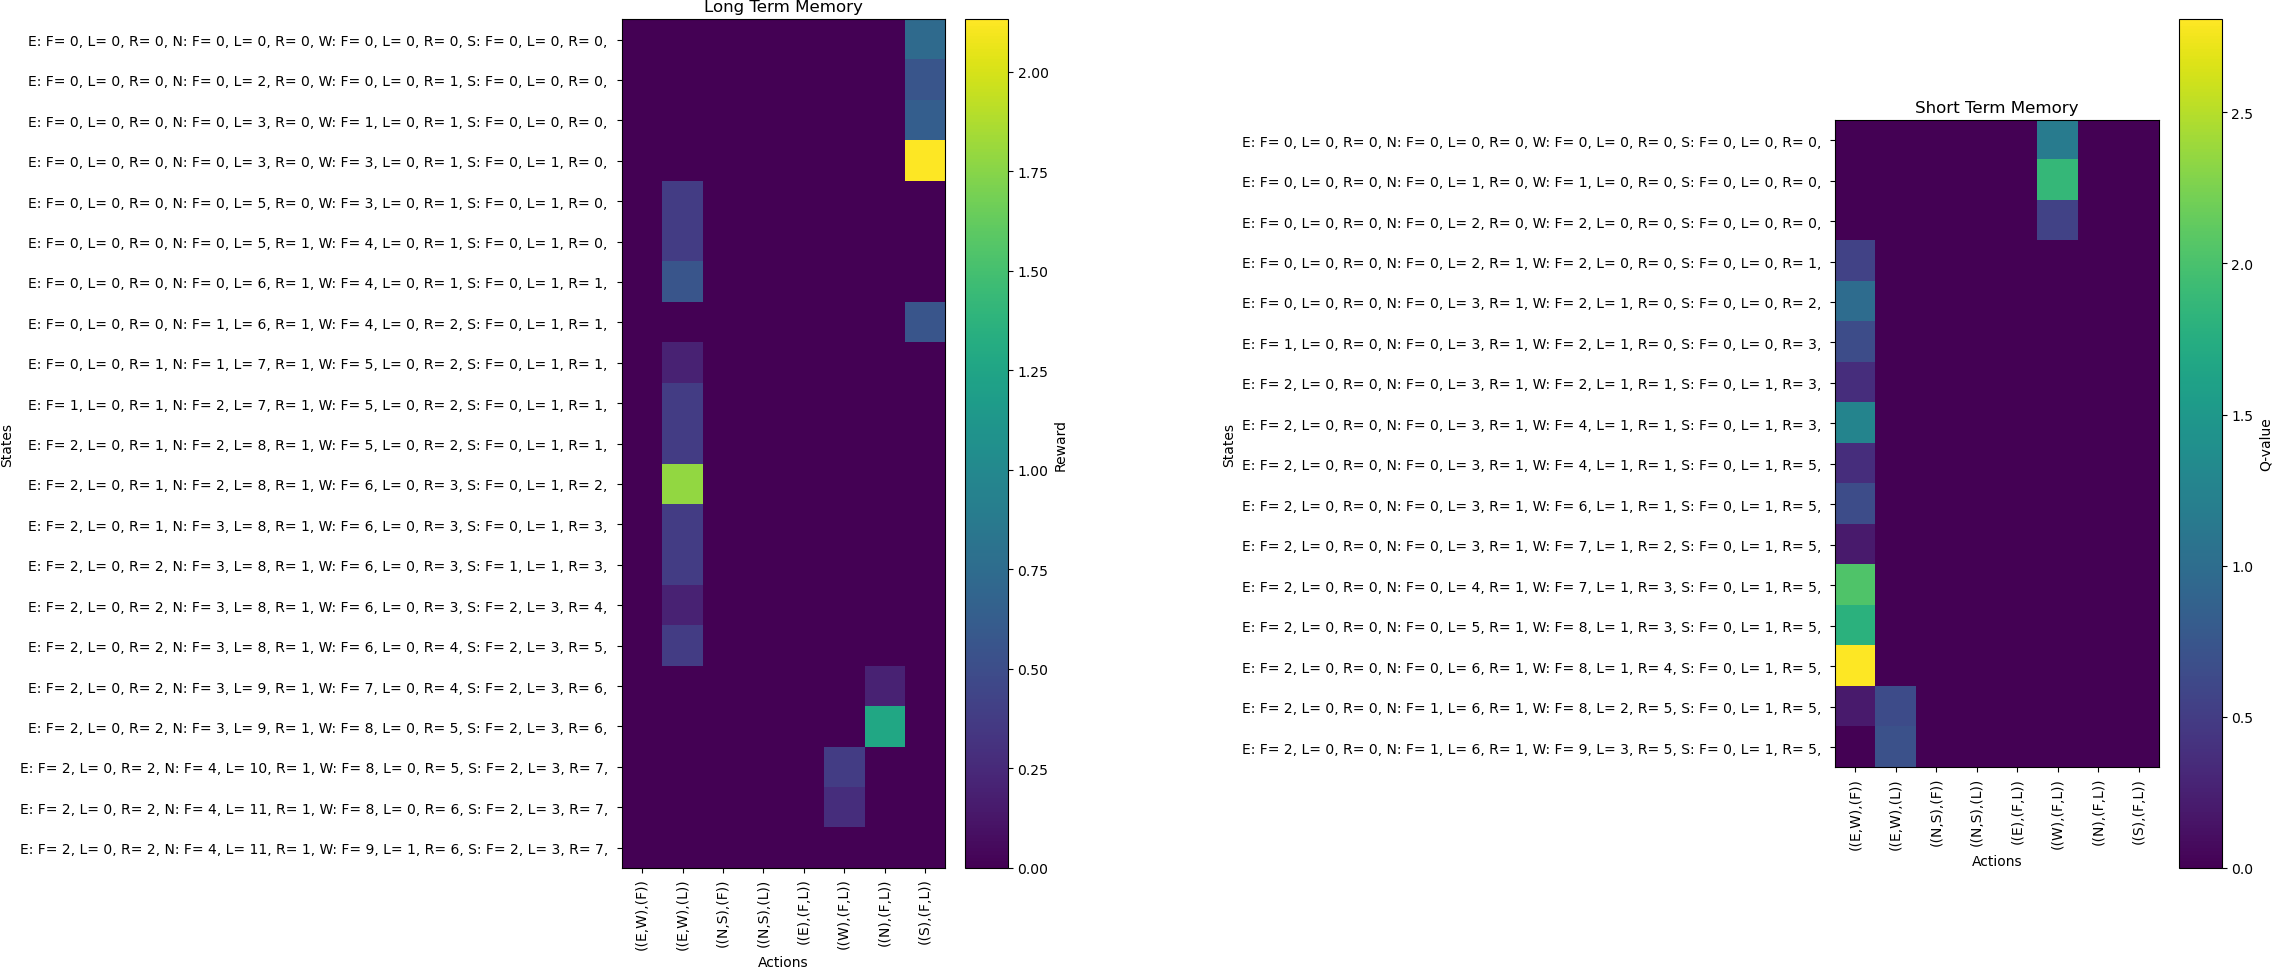 Long Term Memory
E: F= 0, L= 0, R= 0, N: F= 0, L= 0, R= 0, W: F= 0, L= 0, R= 0, S: F= 0, L= 0, R= 0,
E: F= 0, L= 0, R= 0, N: F= 0, L= 2, R= 0, W: F= 0, L= 0, R= 1, S: F= 0, L= 0, R= 0,
E: F= 0, L= 0, R= 0, N: F= 0, L= 3, R= 0, W: F= 1, L= 0, R= 1, S: F= 0, L= 0, R= 0,
E: F= 0, L= 0, R= 0, N: F= 0, L= 3, R= 0, W: F= 3, L= 0, R= 1, S: F= 0, L= 1, R= 0,
E: F= 0, L= 0, R= 0, N: F= 0, L= 5, R= 0, W: F= 3, L= 0, R= 1, S: F= 0, L= 1, R= 0,
E: F= 0, L= 0, R= 0, N: F= 0, L= 5, R= 1, W: F= 4, L= 0, R= 1, S: F= 0, L= 1, R= 0,
E: F= 0, L= 0, R= 0, N: F= 0, L= 6, R= 1, W: F= 4, L= 0, R= 1, S: F= 0, L= 1, R= 1,
E: F= 0, L= 0, R= 0, N: F= 1, L= 6, R= 1, W: F= 4, L= 0, R= 2, S: F= 0, L= 1, R= 1,
E: F= 0, L= 0, R= 1, N: F= 1, L= 7, R= 1, W: F= 5, L= 0, R= 2, S: F= 0, L= 1, R= 1,
E: F= 1, L= 0, R= 1, N: F= 2, L= 7, R= 1, W: F= 5, L= 0, R= 2, S: F= 0, L= 1, R= 1,
E: F= 2, L= 0, R= 1, N: F= 2, L= 8, R= 1, W: F= 5, L= 0, R= 2, S: F= 0, L= 1, R= 1,
E: F= 2, L= 0, R= 1, N: F= 2, L= 8, R= 1, W: F= 6, L= 0, R= 3, S: F= 0, L= 1, R= 2,
E: F= 2, L= 0, R= 1, N: F= 3, L= 8, R= 1, W: F= 6, L= 0, R= 3, S: F= 0, L= 1, R= 3,
E: F= 2, L= 0, R= 2, N: F= 3, L= 8, R= 1, W: F= 6, L= 0, R= 3, S: F= 1, L= 1, R= 3,
E: F= 2, L= 0, R= 2, N: F= 3, L= 8, R= 1, W: F= 6, L= 0, R= 3, S: F= 2, L= 3, R= 4,
E: F= 2, L= 0, R= 2, N: F= 3, L= 8, R= 1, W: F= 6, L= 0, R= 4, S: F= 2, L= 3, R= 5,
E: F= 2, L= 0, R= 2, N: F= 3, L= 9, R= 1, W: F= 7, L= 0, R= 4, S: F= 2, L= 3, R= 6,
E: F= 2, L= 0, R= 2, N: F= 3, L= 9, R= 1, W: F= 8, L= 0, R= 5, S: F= 2, L= 3, R= 6,
E: F= 2, L= 0, R= 2, N: F= 4, L= 10, R= 1, W: F= 8, L= 0, R= 5, S: F= 2, L= 3, R= 7,
E: F= 2, L= 0, R= 2, N: F= 4, L= 11, R= 1, W: F= 8, L= 0, R= 6, S: F= 2, L= 3, R= 7,
E: F= 2, L= 0, R= 2, N: F= 4, L= 11, R= 1, W: F= 9, L= 1, R= 6, S: F= 2, L= 3, R= 7,
States
((E,W),(F))
((E,W),(L))
((N,S),(F))
((N,S),(L))
((E),(F,L))
((W),(F,L))
((N),(F,L))
((S),(F,L))
Actions
2.00
1.75
1.50
1.25
1.00
0.75
0.50
0.25
0.00
Reward
Short Term Memory
E: F= 0, L= 0, R= 0, N: F= 0, L= 0, R= 0, W: F= 0, L= 0, R= 0, S: F= 0, L= 0, R= 0,
E: F= 0, L= 0, R= 0, N: F= 0, L= 1, R= 0, W: F= 1, L= 0, R= 0, S: F= 0, L= 0, R= 0,
E: F= 0, L= 0, R= 0, N: F= 0, L= 2, R= 0, W: F= 2, L= 0, R= 0, S: F= 0, L= 0, R= 0,
E: F= 0, L= 0, R= 0, N: F= 0, L= 2, R= 1, W: F= 2, L= 0, R= 0, S: F= 0, L= 0, R= 1,
E: F= 0, L= 0, R= 0, N: F= 0, L= 3, R= 1, W: F= 2, L= 1, R= 0, S: F= 0, L= 0, R= 2,
E: F= 1, L= 0, R= 0, N: F= 0, L= 3, R= 1, W: F= 2, L= 1, R= 0, S: F= 0, L= 0, R= 3,
E: F= 2, L= 0, R= 0, N: F= 0, L= 3, R= 1, W: F= 2, L= 1, R= 1, S: F= 0, L= 1, R= 3,
E: F= 2, L= 0, R= 0, N: F= 0, L= 3, R= 1, W: F= 4, L= 1, R= 1, S: F= 0, L= 1, R= 3,
E: F= 2, L= 0, R= 0, N: F= 0, L= 3, R= 1, W: F= 4, L= 1, R= 1, S: F= 0, L= 1, R= 5,
E: F= 2, L= 0, R= 0, N: F= 0, L= 3, R= 1, W: F= 6, L= 1, R= 1, S: F= 0, L= 1, R= 5,
E: F= 2, L= 0, R= 0, N: F= 0, L= 3, R= 1, W: F= 7, L= 1, R= 2, S: F= 0, L= 1, R= 5,
E: F= 2, L= 0, R= 0, N: F= 0, L= 4, R= 1, W: F= 7, L= 1, R= 3, S: F= 0, L= 1, R= 5,
E: F= 2, L= 0, R= 0, N: F= 0, L= 5, R= 1, W: F= 8, L= 1, R= 3, S: F= 0, L= 1, R= 5,
E: F= 2, L= 0, R= 0, N: F= 0, L= 6, R= 1, W: F= 8, L= 1, R= 4, S: F= 0, L= 1, R= 5,
E: F= 2, L= 0, R= 0, N: F= 1, L= 6, R= 1, W: F= 8, L= 2, R= 5, S: F= 0, L= 1, R= 5,
E: F= 2, L= 0, R= 0, N: F= 1, L= 6, R= 1, W: F= 9, L= 3, R= 5, S: F= 0, L= 1, R= 5,
States
((E,W),(F))
((E,W),(L))
((N,S),(F))
((N,S),(L))
((E),(F,L))
((W),(F,L))
((N),(F,L))
((S),(F,L))
Actions
2.5
2.0
1.5
1.0
0.5
0.0
Q-value